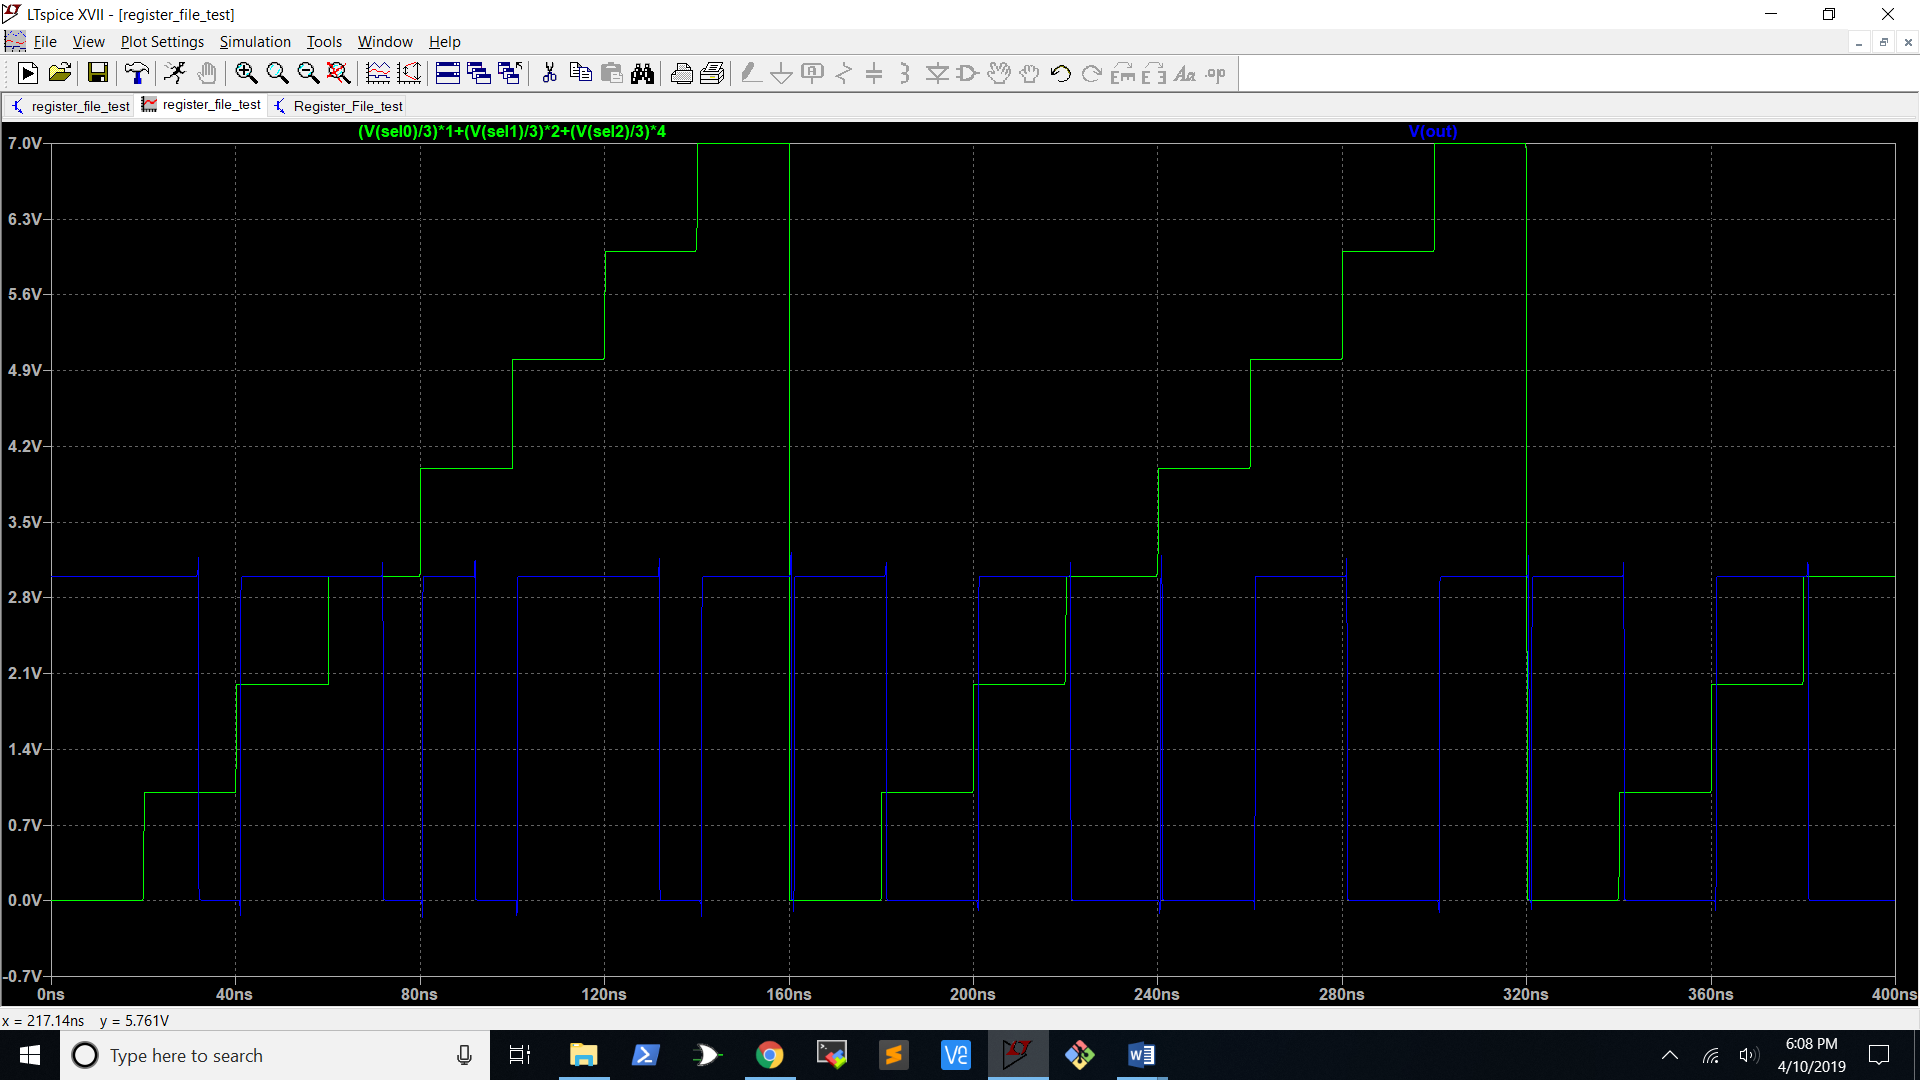 LTspice XVII - [register_file_test]
File View Plot Settings Simulation Tools Window Help
register_file_test register_file_test Register_File_test
(V(sel0)/3)*1+(V(sel1)/3)*2+(V(sel2)/3)*4 V(out)
7.0V
6.3V
5.6V
4.9V
4.2V
3.5V
2.8V
2.1V
1.4V
0.7V
0.0V
-0.7V
0ns 40ns 80ns 120ns 160ns 200ns 240ns 280ns 320ns 360ns 400ns
x = 217.14ns y = 5.761V
Type here to search
6:08 PM
4/10/2019